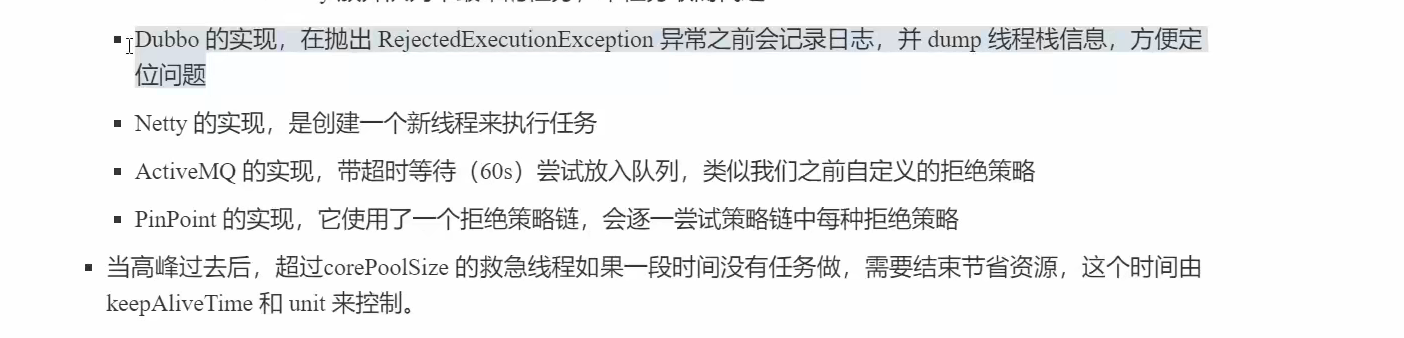 Dubbo 的实现，在抛出 RejectedExecutionException 异常之前会记录日志，并 dump 线程栈信息，方便定
位问题
Netty 的实现，是创建一个新线程来执行任务
ActiveMQ 的实现，带超时等待（60s）尝试放入队列，类似我们之前自定义的拒绝策略
PinPoint 的实现，它使用了一个拒绝策略链，会逐一尝试策略链中每种拒绝策略
当高峰过去后，超过corePoolSize 的救急线程如果一段时间没有任务做，需要结束节省资源，这个时间由
keepAliveTime 和 unit 来控制。